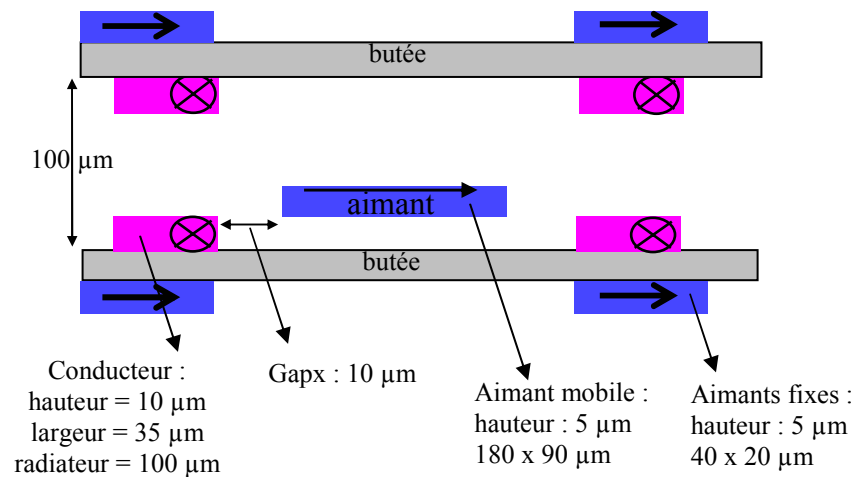 butée
100 µm
aimant
butée
Conducteur :
hauteur = 10 µm
largeur = 35 µm
radiateur = 100 µm
Gapx : 10 µm
Aimant mobile :
hauteur : 5 µm
180 x 90 µm
Aimants fixes :
hauteur : 5 µm
40 x 20 µm